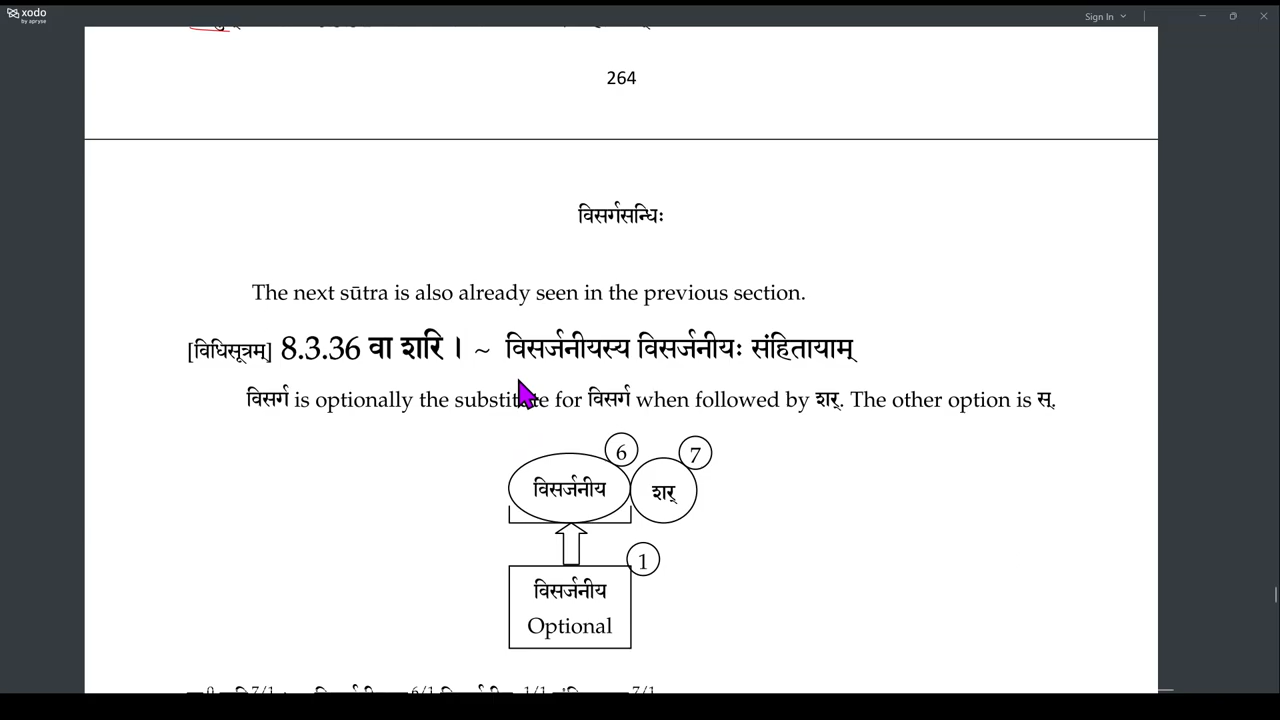 xodo
by apryse
Sign In
264
विसर्गसन्धिः
The next sūtra is also already seen in the previous section.
[विधिसूत्रम्] 8.3.36 वा शरि । ~ विसर्जनीयस्य विसर्जनीयः संहितायाम्
विसर्ग is optionally the substitute for विसर्ग when followed by शर्. The other option is स्.
6
7
विसर्जनीय
शर्
1
विसर्जनीय
Optional